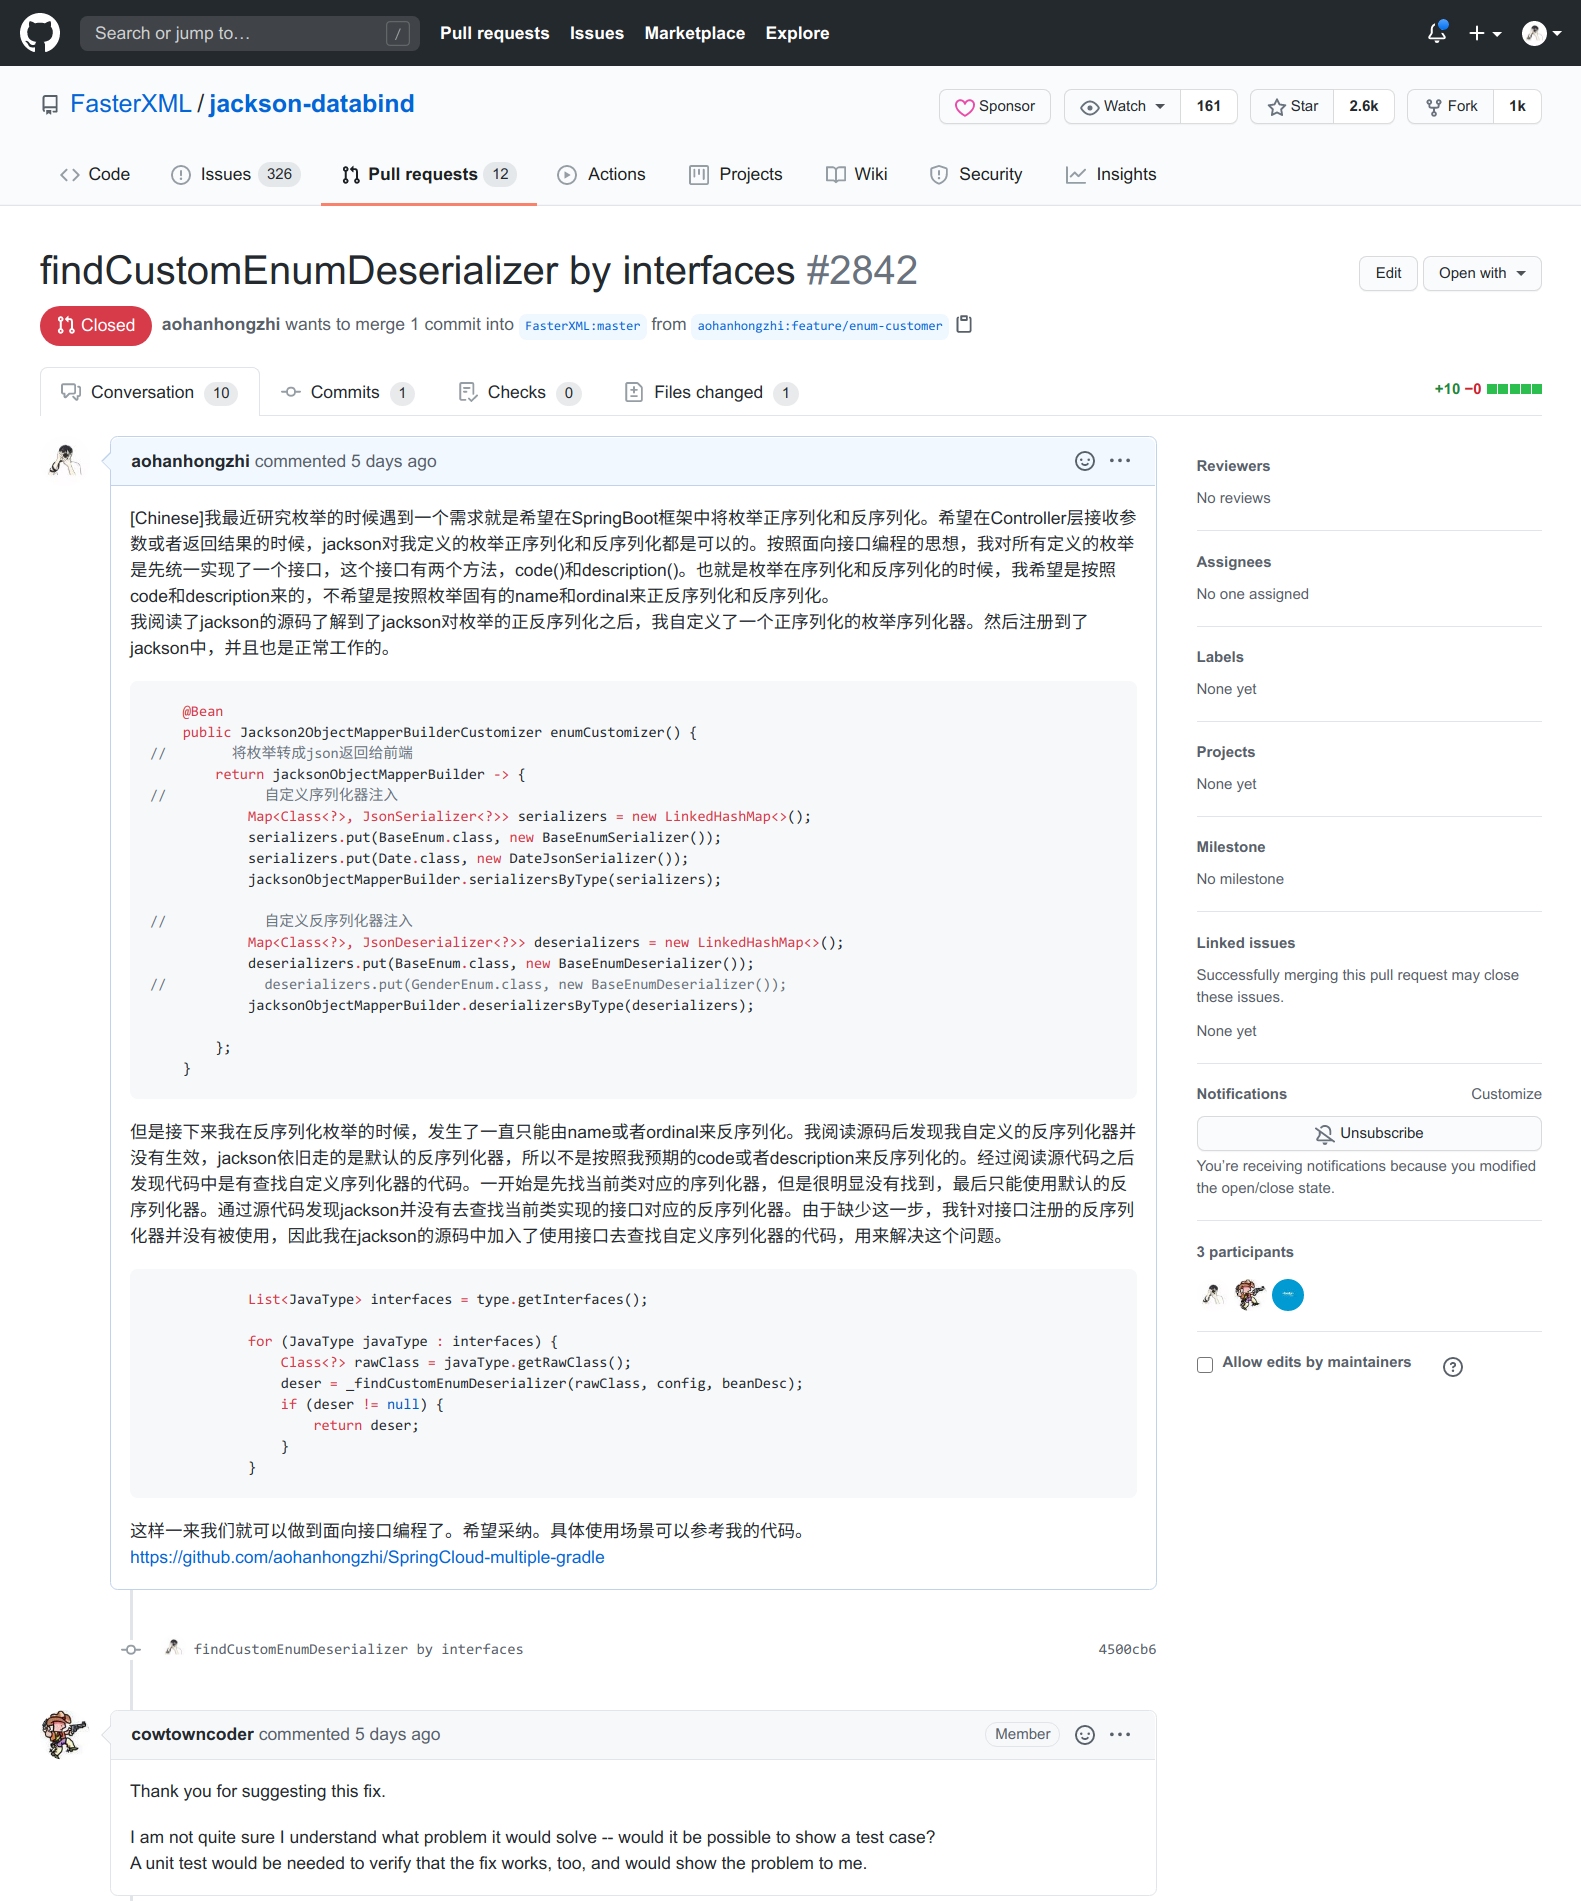 Search or jump to… /
Pull requests Issues Marketplace Explore
FasterXML / jackson-databind
Sponsor Watch 161 Star 2.6k Fork 1k
Code Issues 326 Pull requests 12 Actions Projects Wiki Security Insights
findCustomEnumDeserializer by interfaces #2842
Edit Open with
Closed aohanhongzhi wants to merge 1 commit into FasterXML:master from aohanhongzhi:feature/enum-customer
Conversation 10 Commits 1 Checks 0 Files changed 1
+10 −0
aohanhongzhi commented 5 days ago
[Chinese]我最近研究枚举的时候遇到一个需求就是希望在SpringBoot框架中将枚举正序列化和反序列化。希望在Controller层接收参
数或者返回结果的时候，jackson对我定义的枚举正序列化和反序列化都是可以的。按照面向接口编程的思想，我对所有定义的枚举
是先统一实现了一个接口，这个接口有两个方法，code()和description()。也就是枚举在序列化和反序列化的时候，我希望是按照
code和description来的，不希望是按照枚举固有的name和ordinal来正反序列化和反序列化。
我阅读了jackson的源码了解到了jackson对枚举的正反序列化之后，我自定义了一个正序列化的枚举序列化器。然后注册到了
jackson中，并且也是正常工作的。
@Bean
public Jackson2ObjectMapperBuilderCustomizer enumCustomizer() {
// 将枚举转成json返回给前端
return jacksonObjectMapperBuilder -> {
// 自定义序列化器注入
Map<Class<?>, JsonSerializer<?>> serializers = new LinkedHashMap<>();
serializers.put(BaseEnum.class, new BaseEnumSerializer());
serializers.put(Date.class, new DateJsonSerializer());
jacksonObjectMapperBuilder.serializersByType(serializers);
// 自定义反序列化器注入
Map<Class<?>, JsonDeserializer<?>> deserializers = new LinkedHashMap<>();
deserializers.put(BaseEnum.class, new BaseEnumDeserializer());
// deserializers.put(GenderEnum.class, new BaseEnumDeserializer());
jacksonObjectMapperBuilder.deserializersByType(deserializers);
};
}
但是接下来我在反序列化枚举的时候，发生了一直只能由name或者ordinal来反序列化。我阅读源码后发现我自定义的反序列化器并
没有生效，jackson依旧走的是默认的反序列化器，所以不是按照我预期的code或者description来反序列化的。经过阅读源代码之后
发现代码中是有查找自定义序列化器的代码。一开始是先找当前类对应的序列化器，但是很明显没有找到，最后只能使用默认的反
序列化器。通过源代码发现jackson并没有去查找当前类实现的接口对应的反序列化器。由于缺少这一步，我针对接口注册的反序列
化器并没有被使用，因此我在jackson的源码中加入了使用接口去查找自定义序列化器的代码，用来解决这个问题。
List<JavaType> interfaces = type.getInterfaces();
for (JavaType javaType : interfaces) {
Class<?> rawClass = javaType.getRawClass();
deser = _findCustomEnumDeserializer(rawClass, config, beanDesc);
if (deser != null) {
return deser;
}
}
这样一来我们就可以做到面向接口编程了。希望采纳。具体使用场景可以参考我的代码。
https://github.com/aohanhongzhi/SpringCloud-multiple-gradle
findCustomEnumDeserializer by interfaces 4500cb6
cowtowncoder commented 5 days ago Member
Thank you for suggesting this fix.
I am not quite sure I understand what problem it would solve -- would it be possible to show a test case?
A unit test would be needed to verify that the fix works, too, and would show the problem to me.
Reviewers
No reviews
Assignees
No one assigned
Labels
None yet
Projects
None yet
Milestone
No milestone
Linked issues
Successfully merging this pull request may close
these issues.
None yet
Notifications Customize
Unsubscribe
You're receiving notifications because you modified
the open/close state.
3 participants
Allow edits by maintainers